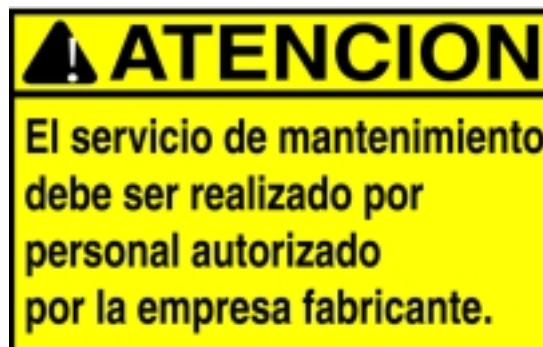 ATENCION
El servicio de mantenimiento
debe ser realizado por
personal autorizado
por la empresa fabricante.